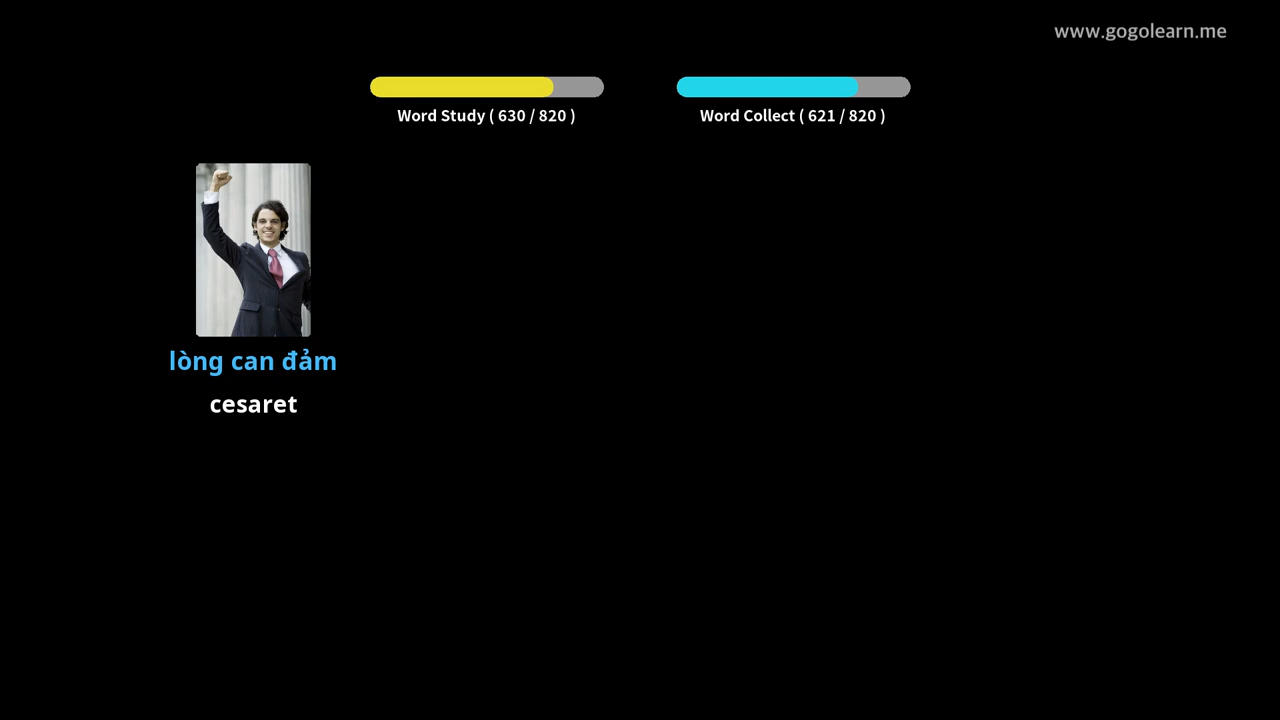 www.gogolearn.me
Word Study ( 630 / 820 )
Word Collect ( 621 / 820 )
lòng can đảm
cesaret